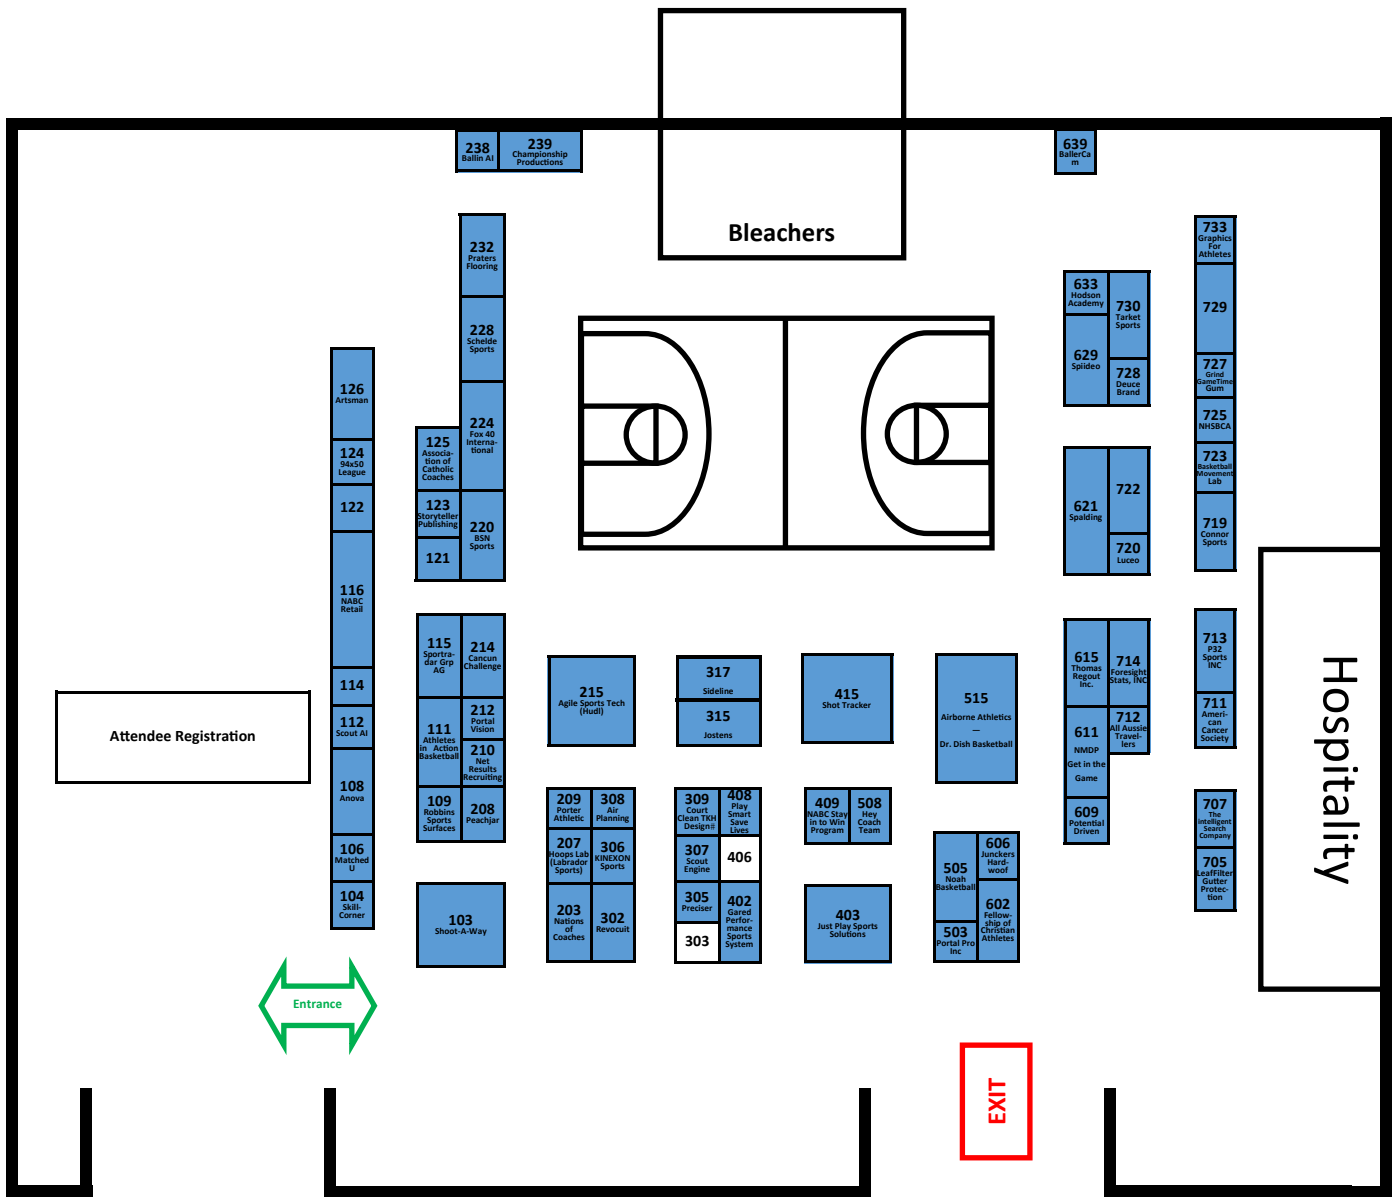 238
Ballin AI
239
Championship
Productions
639
BallerCa
m
Bleachers
232
Praters
Flooring
228
Schelde
Sports
224
Fox 40
Interna-
tional
220
BSN
Sports
125
Associa-
tion of
Catholic
Coaches
123
Storyteller
Publishing
121
126
Artsman
124
94x50
League
122
116
NABC
Retail
114
112
Scout AI
108
Anova
106
Matched
U
104
Skill-
Corner
115
Sportra-
dar Grp
AG
214
Cancun
Challenge
111
Athletes
in Action
Basketball
212
Portal
Vision
210
Net
Results
Recruiting
109
Robbins
Sports
Surfaces
208
Peachjar
103
Shoot-A-Way
Attendee Registration
Entrance
215
Agile Sports Tech
(Hudl)
317
Sideline
315
Jostens
415
Shot Tracker
515
Airborne Athletics
—
Dr. Dish Basketball
209
Porter
Athletic
308
Air
Planning
207
Hoops Lab
(Labrador
Sports)
306
KINEXON
Sports
203
Nations
of
Coaches
302
Revocuit
309
Court
Clean TKH
Design#
408
Play
Smart
Save
Lives
307
Scout
Engine
406
305
Preciser
303
402
Gared
Perfor-
mance
Sports
System
409
NABC Stay
in to Win
Program
508
Hey
Coach
Team
403
Just Play Sports
Solutions
505
Noah
Basketball
503
Portal Pro
Inc
606
Junckers
Hard-
woof
602
Fellow-
ship of
Christian
Athletes
633
Hodson
Academy
730
Tarket
Sports
629
Spiideo
728
Deuce
Brand
621
Spalding
722
720
Luceo
615
Thomas
Regout
Inc.
714
Foresight
Stats, INC
611
NMDP
Get in the
Game
712
All Aussie
Travel-
lers
609
Potential
Driven
733
Graphics
For
Athletes
729
727
Grind
GameTime
Gum
725
NHSBCA
723
Basketball
Movement
Lab
719
Connor
Sports
713
P32
Sports
INC
711
Ameri-
can
Cancer
Society
707
The
Intelligent
Search
Company
705
LeafFilter
Gutter
Protec-
tion
Hospitality
EXIT